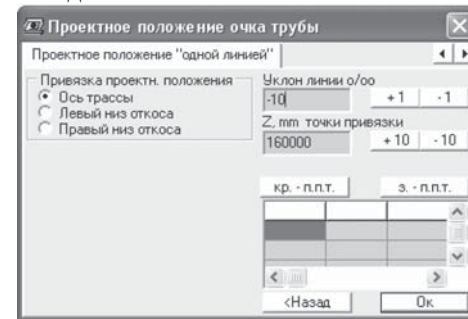 Проектное положение очка трубы
Проектное положение "одной линией"
Привязка проектн. положения
Ось трассы
Левый низ откоса
Правый низ откоса
Уклон линии о/оо
-10
+1
-1
Z, mm точки привязки
160000
+10
-10
кр. - п.п.т.
э. - п.п.т.
<Назад
Ок